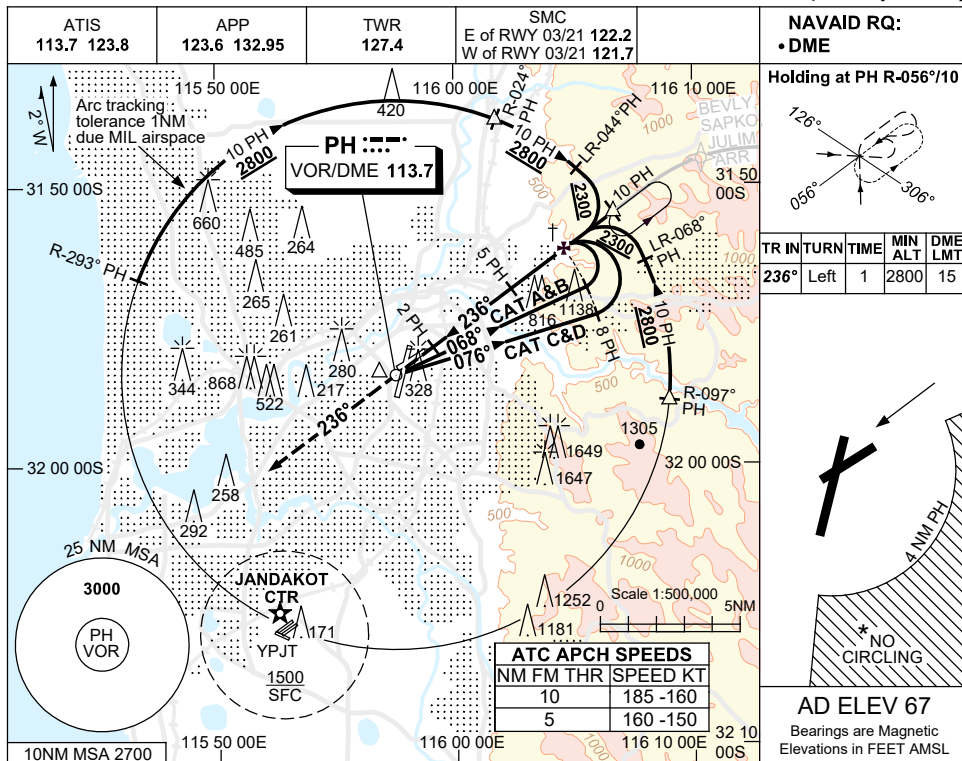 ATIS
113.7 123.8
APP
123.6 132.95
TWR
127.4
SMC
E of RWY 03/21 122.2
W of RWY 03/21 121.7
NAVAID RQ:
• DME
Holding at PH R-056°/10
126°
056°
306°
TR IN TURN TIME MIN ALT DME LMT
236° Left 1 2800 15
4 NM PH
* NO
CIRCLING
AD ELEV 67
Bearings are Magnetic
Elevations in FEET AMSL
115 50 00E
116 00 00E
116 10 00E
2° W
Arc tracking
tolerance 1NM
due MIL airspace
10 PH
2800
420
R-024°
PH
10 PH
2800
LR-044°PH
1000
BEVLY
SAPKO
JULIM
ARR
PH
VOR/DME 113.7
31 50 00S
31 50
00S
500
2300
10 PH
2300
LR-068°
PH
1000
660
485
264
R-293° PH
5 PH
265
261
236°
CAT A&B
068°
076°
CAT C&D
816
1138
8 PH
2800
10 PH
2 PH
344
868
522
217
280
328
500
R-097°
PH
236°
1305
1649
1647
32 00 00S
32 00 00S
258
292
500
1000
25 NM MSA
3000
PH
VOR
JANDAKOT
CTR
171
YPJT
1500
SFC
1252
1181
Scale 1:500,000
0 5NM
ATC APCH SPEEDS
NM FM THR SPEED KT
10 185 -160
5 160 -150
10NM MSA 2700
115 50 00E
116 00 00E
116 10 00E
32 10
00S